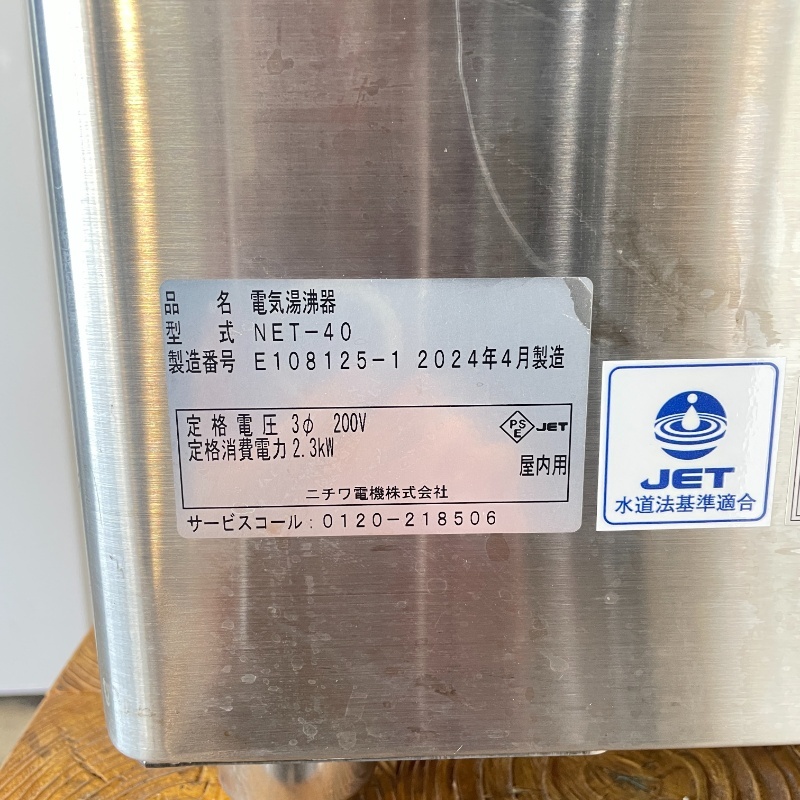 品名 電気湯沸器
型式 NET-40
製造番号 E108125-1 2024年4月製造
定格電圧 3φ 200V
定格消費電力 2.3kW
PSE JET
屋内用
ニチワ電機株式会社
サービスコール：0120-218506
JET
水道法基準適合